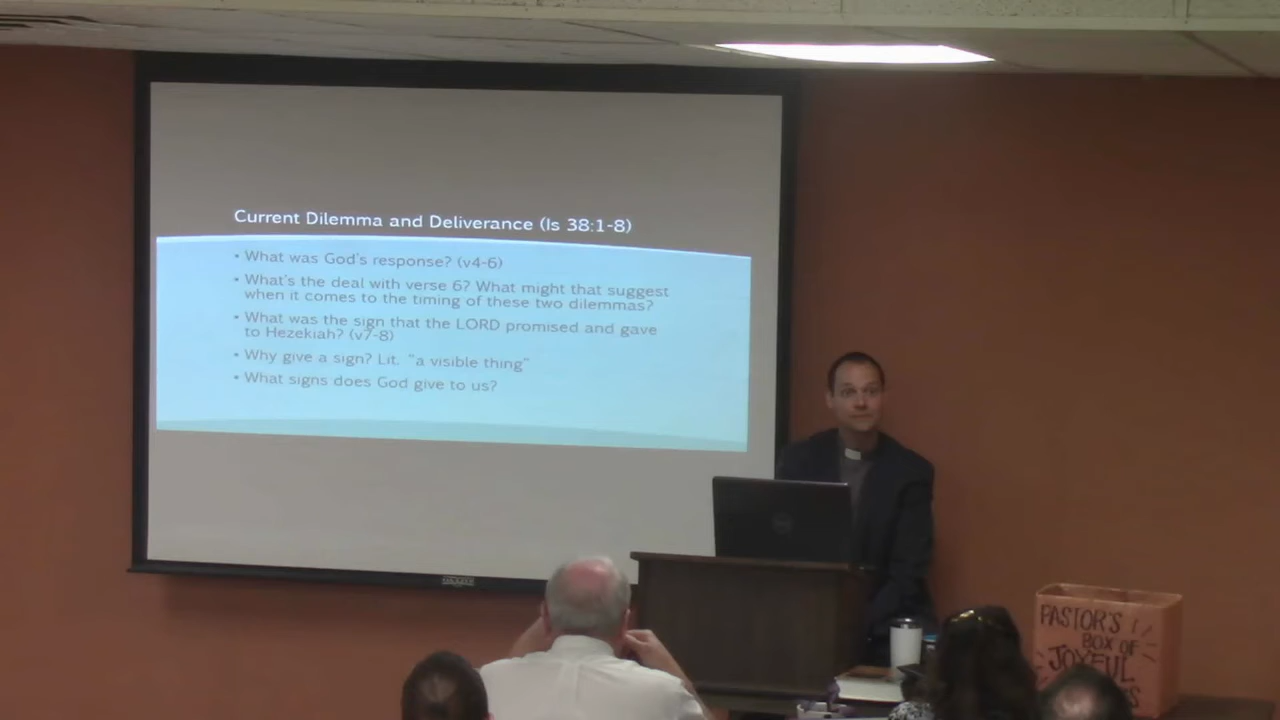 Current Dilemma and Deliverance (Is 38:1-8)
• What was God's response? (v4-6)
• What's the deal with verse 6? What might that suggest
when it comes to the timing of these two dilemmas?
• What was the sign that the LORD promised and gave
to Hezekiah? (v7-8)
• Why give a sign? Lit. "a visible thing"
• What signs does God give to us?
PASTOR'S
BOX OF
JOYFUL